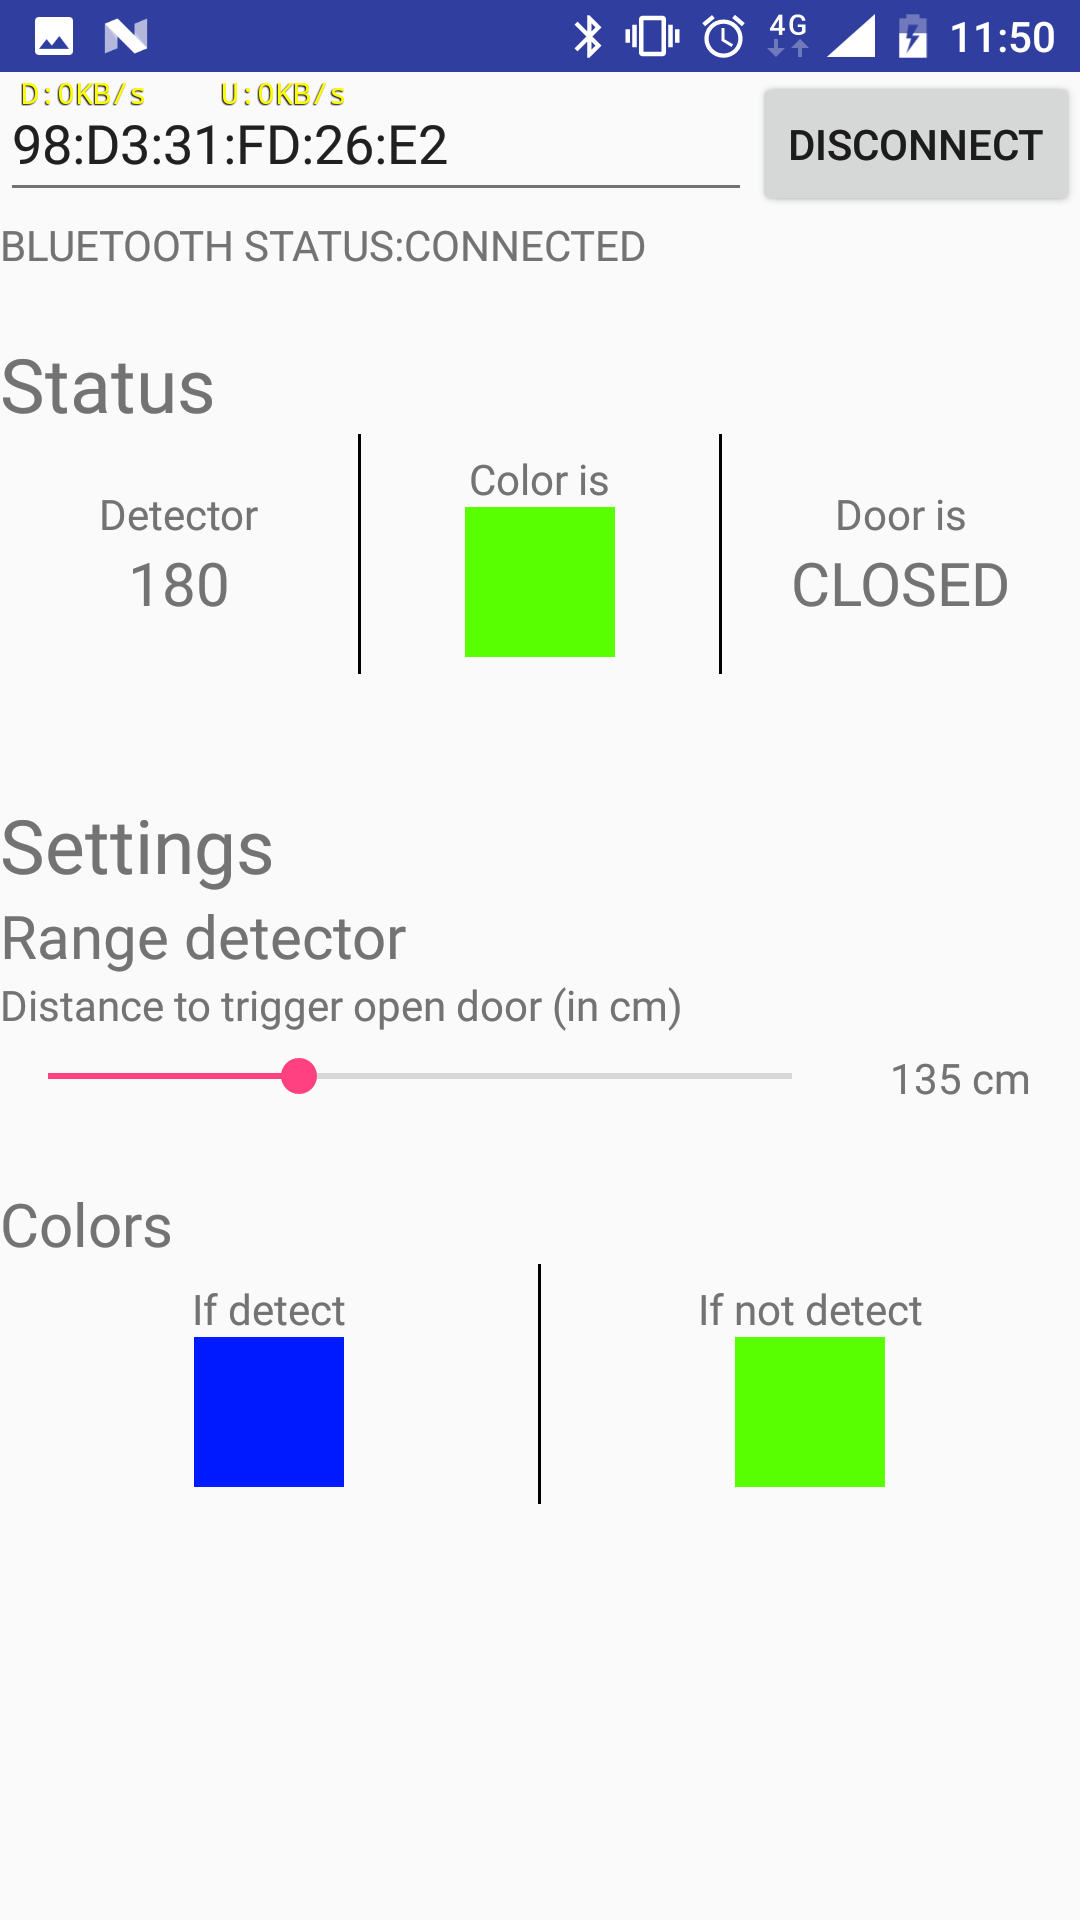 4G 11:50
D:0KB/s U:0KB/s
98:D3:31:FD:26:E2
DISCONNECT
BLUETOOTH STATUS:CONNECTED
Status
Detector
180
Color is
Door is
CLOSED
Settings
Range detector
Distance to trigger open door (in cm)
135 cm
Colors
If detect
If not detect